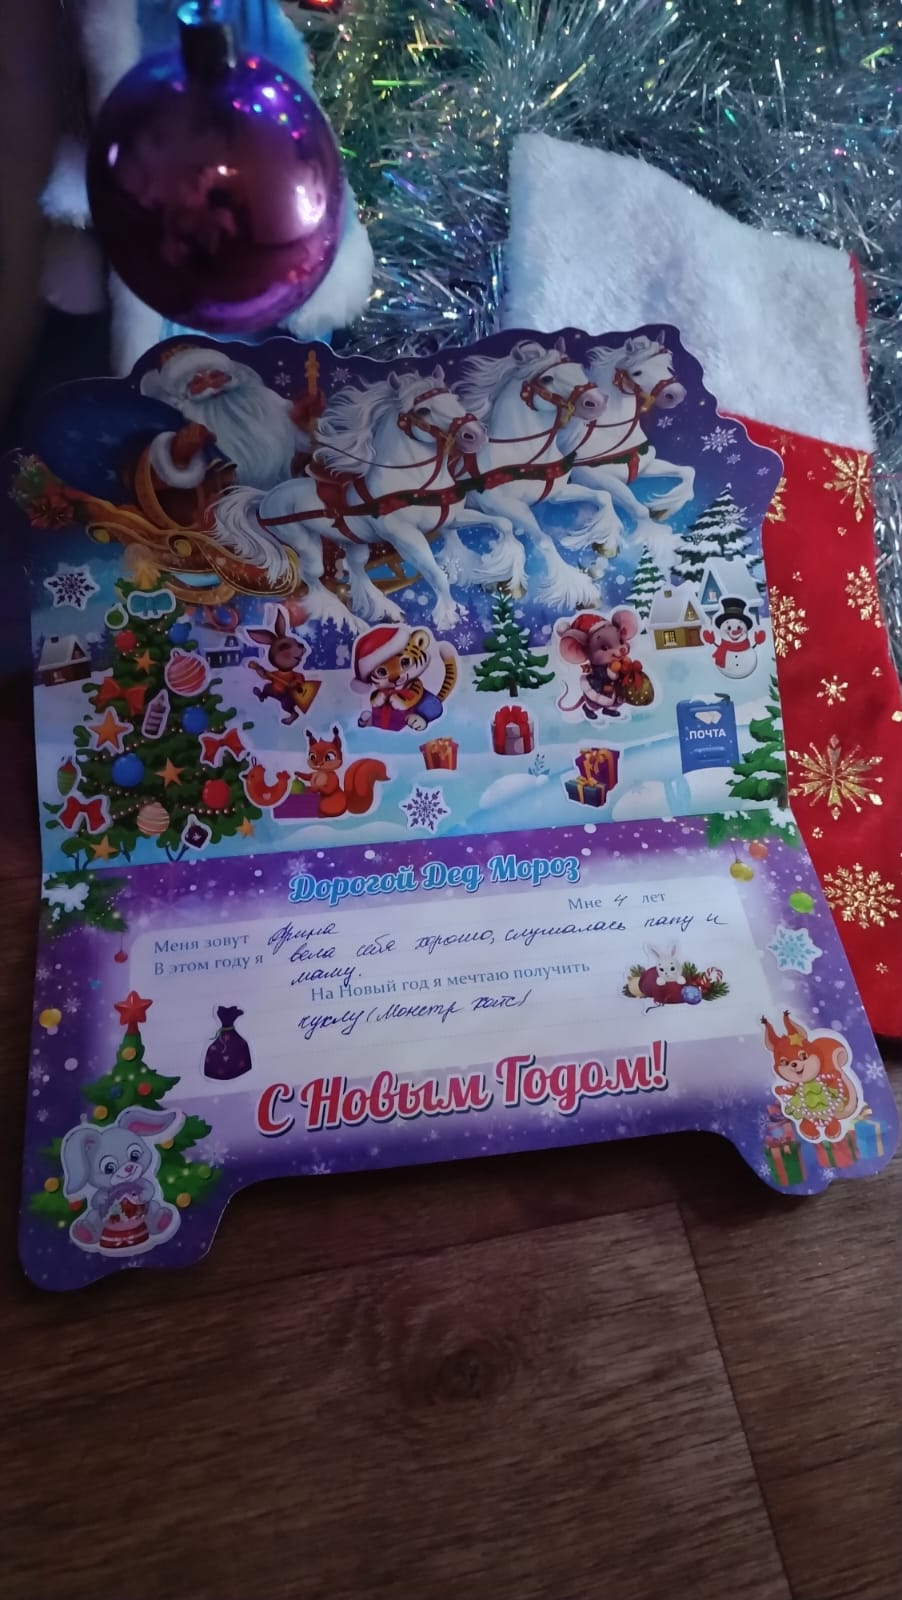 ПОЧТА
Дорогой Дед Мороз
Меня зовут Арина Мне 4 лет
В этом году я вела себя хорошо, слушалась папу и
маму.
На Новый год я мечтаю получить
куклу (Монстр Хайс)
С Новым Годом!